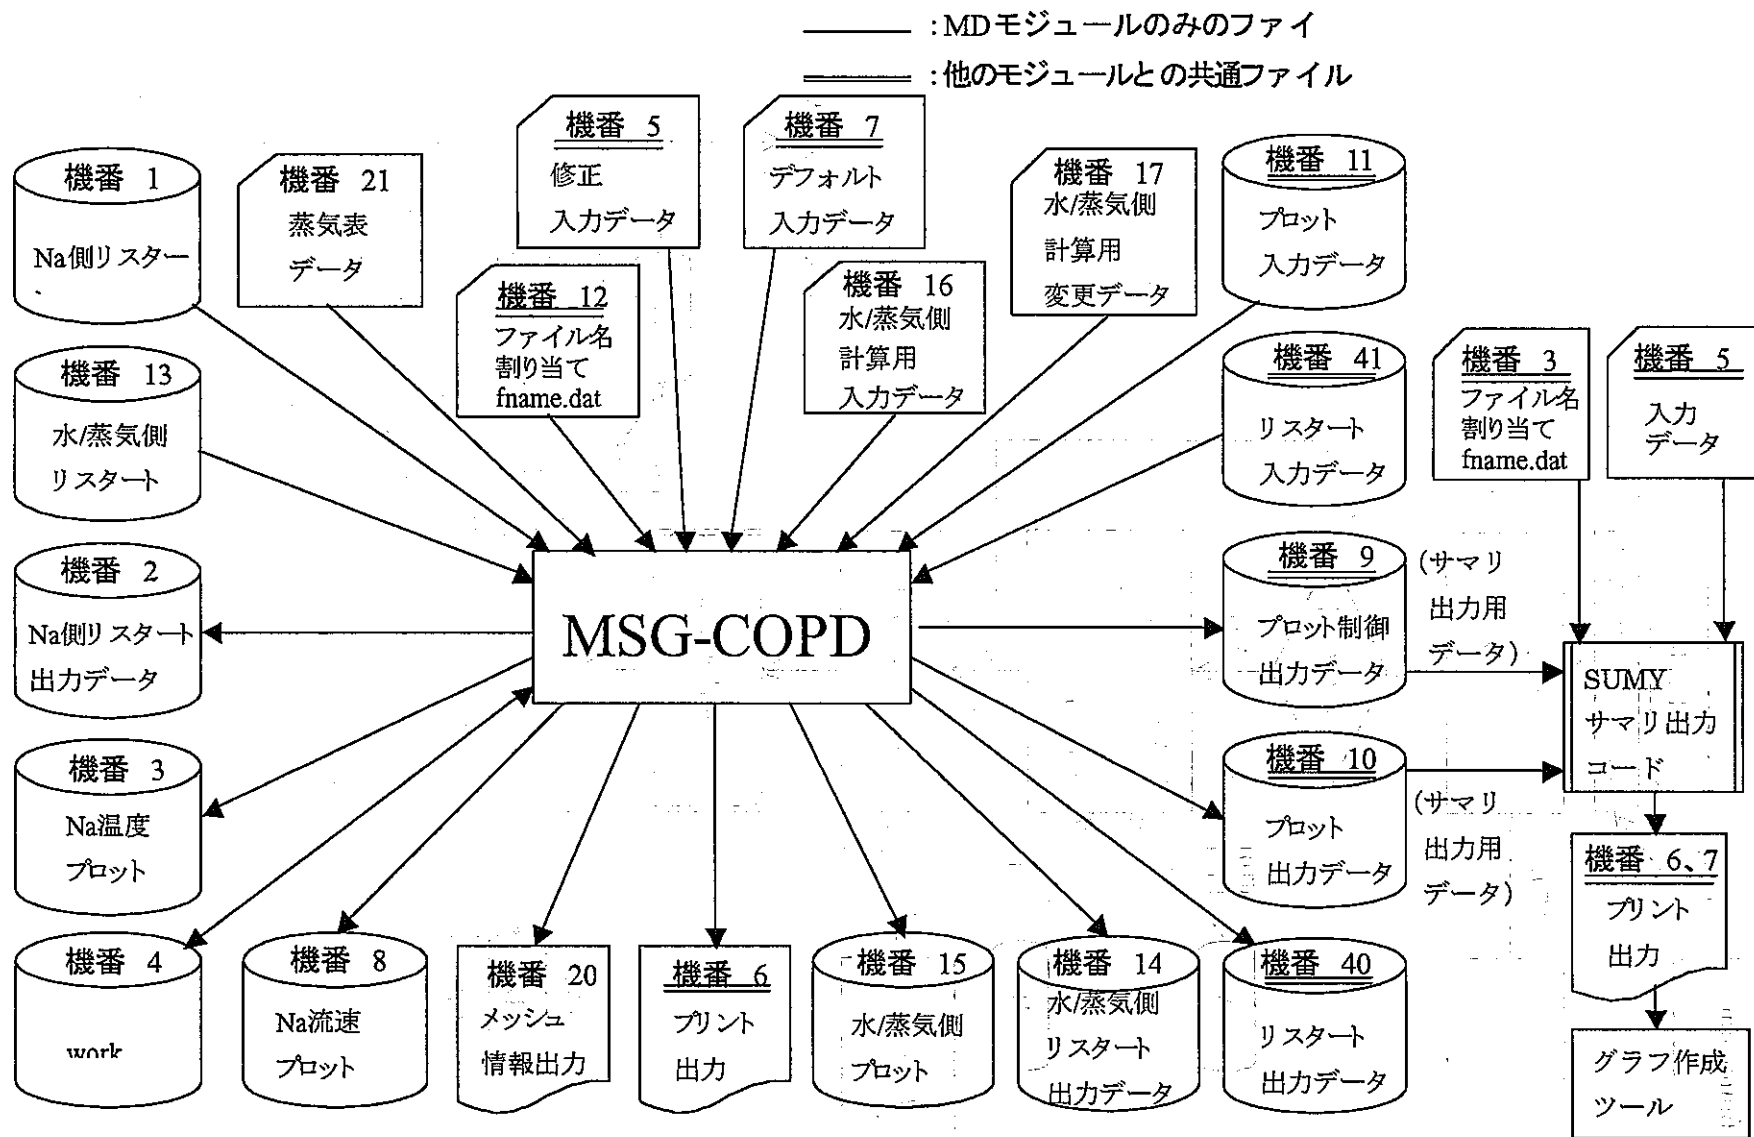 :MDモジュールのみのファイ
:他のモジュールとの共通ファイル
機番 1
Na側リスター
機番 21
蒸気表
データ
機番 5
修正
入力データ
機番 7
デフォルト
入力データ
機番 17
水/蒸気側
計算用
変更データ
機番 11
プロット
入力データ
機番 12
ファイル名
割り当て
fname.dat
機番 16
水/蒸気側
計算用
入力データ
機番 13
水/蒸気側
リスタート
機番 41
リスタート
入力データ
機番 3
ファイル名
割り当て
fname.dat
機番 5
入力
データ
機番 2
Na側リスタート
出力データ
MSG-COPD
機番 9
プロット制御
出力データ
(サマリ
出力用
データ)
SUMY
サマリ出力
コード
機番 3
Na温度
プロット
機番 10
プロット
出力データ
(サマリ
出力用
データ)
機番 6、7
プリント
出力
機番 4
work
機番 8
Na流速
プロット
機番 20
メッシュ
情報出力
機番 6
プリント
出力
機番 15
水/蒸気側
プロット
機番 14
水/蒸気側
リスタート
出力データ
機番 40
リスタート
出力データ
グラフ作成
ツール